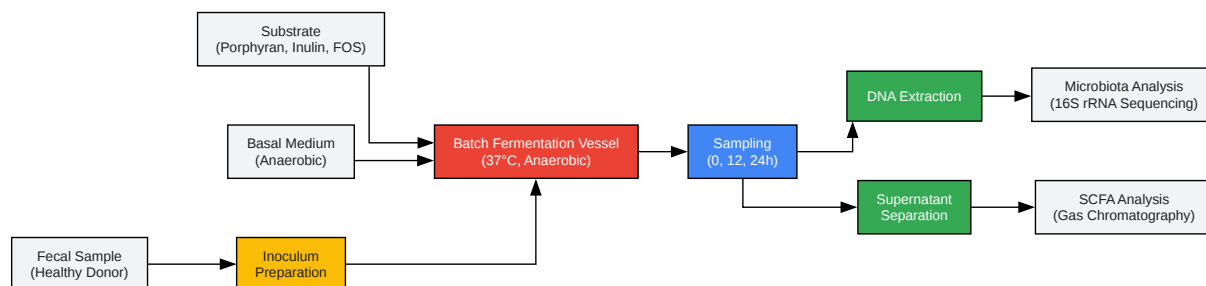 Substrate
(Porphyran, Inulin, FOS)
Basal Medium
(Anaerobic)
Fecal Sample
(Healthy Donor)
Inoculum
Preparation
Batch Fermentation Vessel
(37°C, Anaerobic)
Sampling
(0, 12, 24h)
DNA Extraction
Microbiota Analysis
(16S rRNA Sequencing)
Supernatant
Separation
SCFA Analysis
(Gas Chromatography)